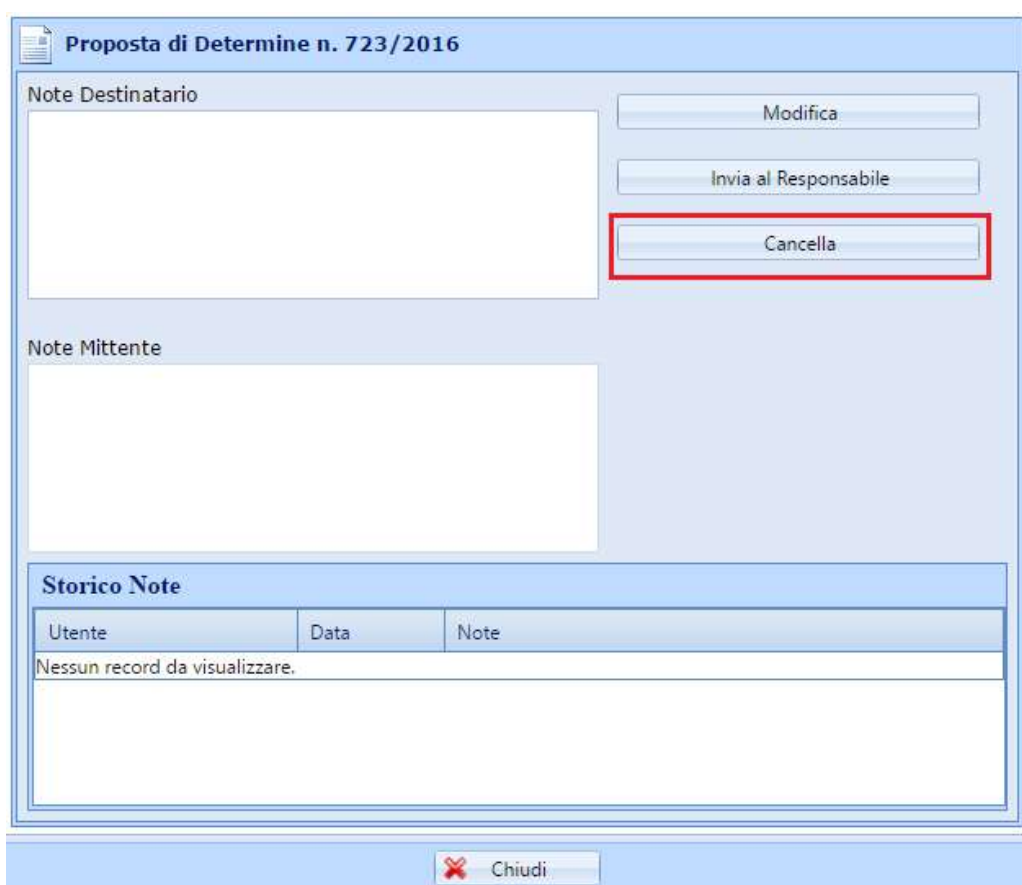 Proposta di Determine n. 723/2016
Note Destinatario
Modifica
Invia al Responsabile
Cancella
Note Mittente
Storico Note
Utente Data Note
Nessun record da visualizzare.
Chiudi